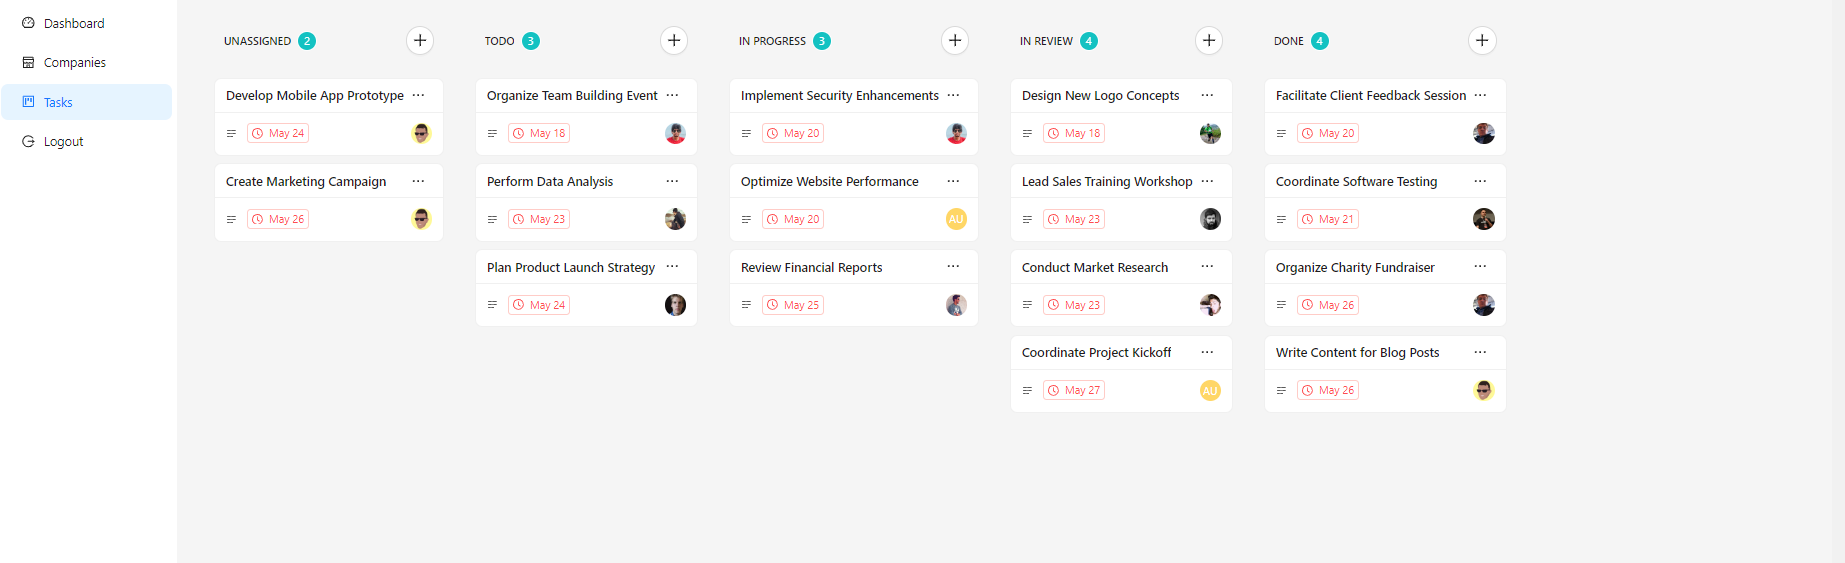 Dashboard
Companies
Tasks
Logout
UNASSIGNED 2
Develop Mobile App Prototype
May 24
Create Marketing Campaign
May 26
TODO 3
Organize Team Building Event
May 18
Perform Data Analysis
May 23
Plan Product Launch Strategy
May 24
IN PROGRESS 3
Implement Security Enhancements
May 20
Optimize Website Performance
May 20
AU
Review Financial Reports
May 25
IN REVIEW 4
Design New Logo Concepts
May 18
Lead Sales Training Workshop
May 23
Conduct Market Research
May 23
Coordinate Project Kickoff
May 27
AU
DONE 4
Facilitate Client Feedback Session
May 20
Coordinate Software Testing
May 21
Organize Charity Fundraiser
May 26
Write Content for Blog Posts
May 26